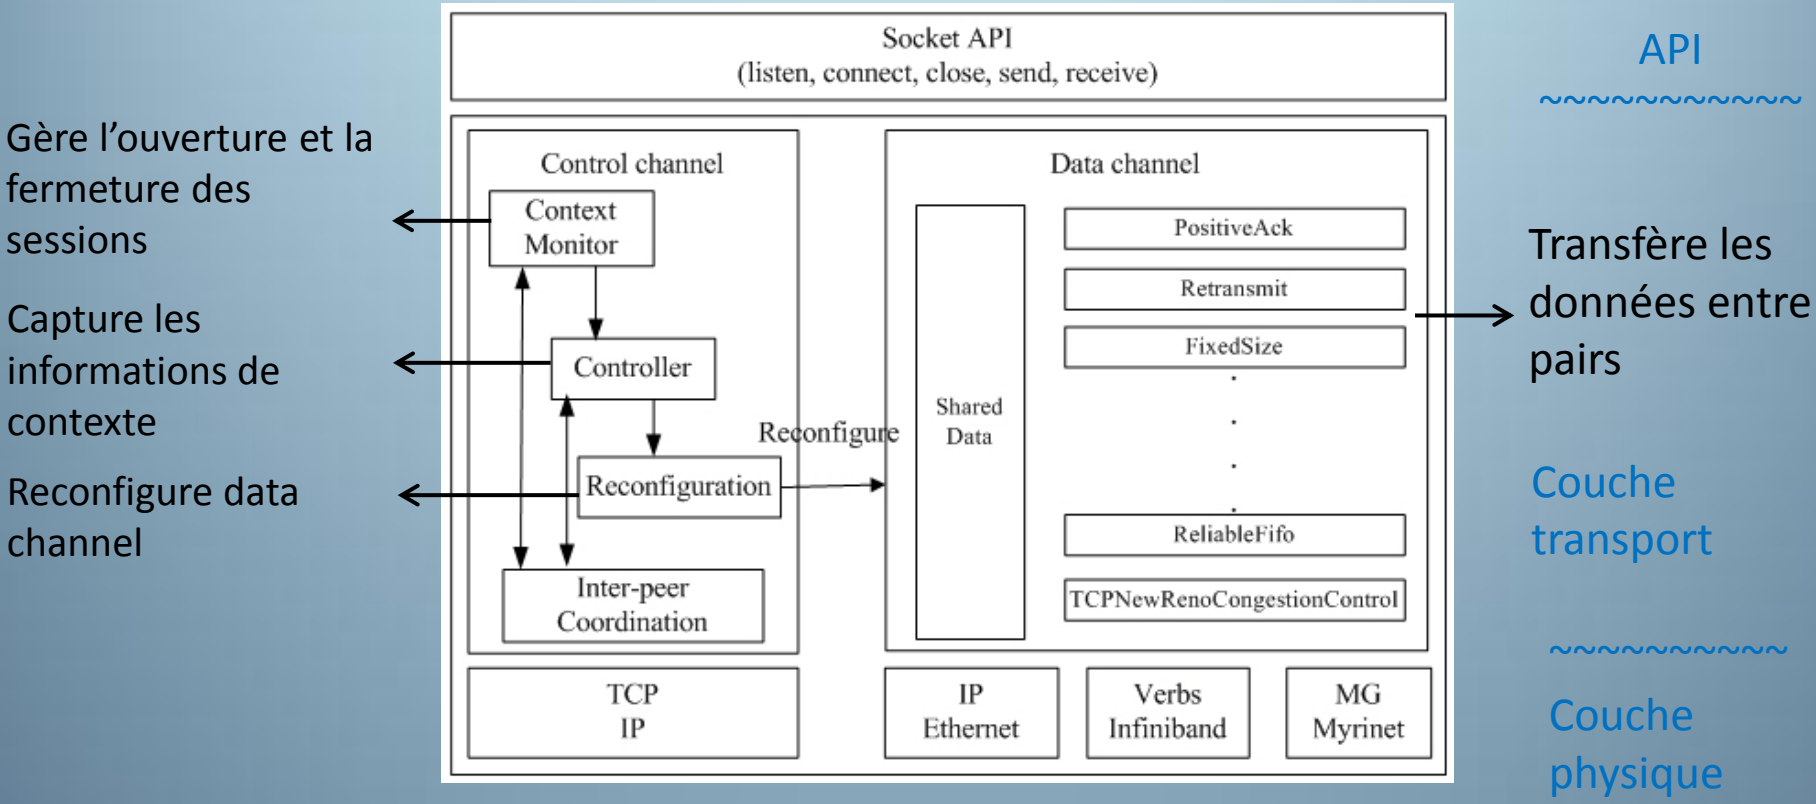 Socket API
(listen, connect, close, send, receive)
API
~~~~~~~~~~~
Gère l’ouverture et la
fermeture des
sessions
Capture les
informations de
contexte
Reconfigure data
channel
Control channel
Context
Monitor
Controller
Reconfiguration
Inter-peer
Coordination
Reconfigure
Data channel
Shared
Data
PositiveAck
Retransmit
FixedSize
.
.
.
.
ReliableFifo
TCPNewRenoCongestionControl
Transfère les
données entre
pairs
Couche
transport
~~~~~~~~~~
TCP
IP
IP
Ethernet
Verbs
Infiniband
MG
Myrinet
Couche
physique